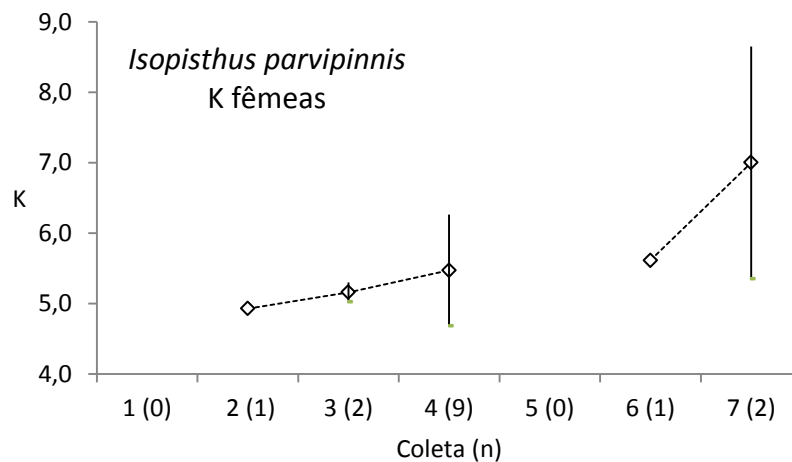 9,0
Isopisthus parvipinnis
K fêmeas
8,0
7,0
K
6,0
5,0
4,0
1 (0) 2 (1) 3 (2) 4 (9) 5 (0) 6 (1) 7 (2)
Coleta (n)